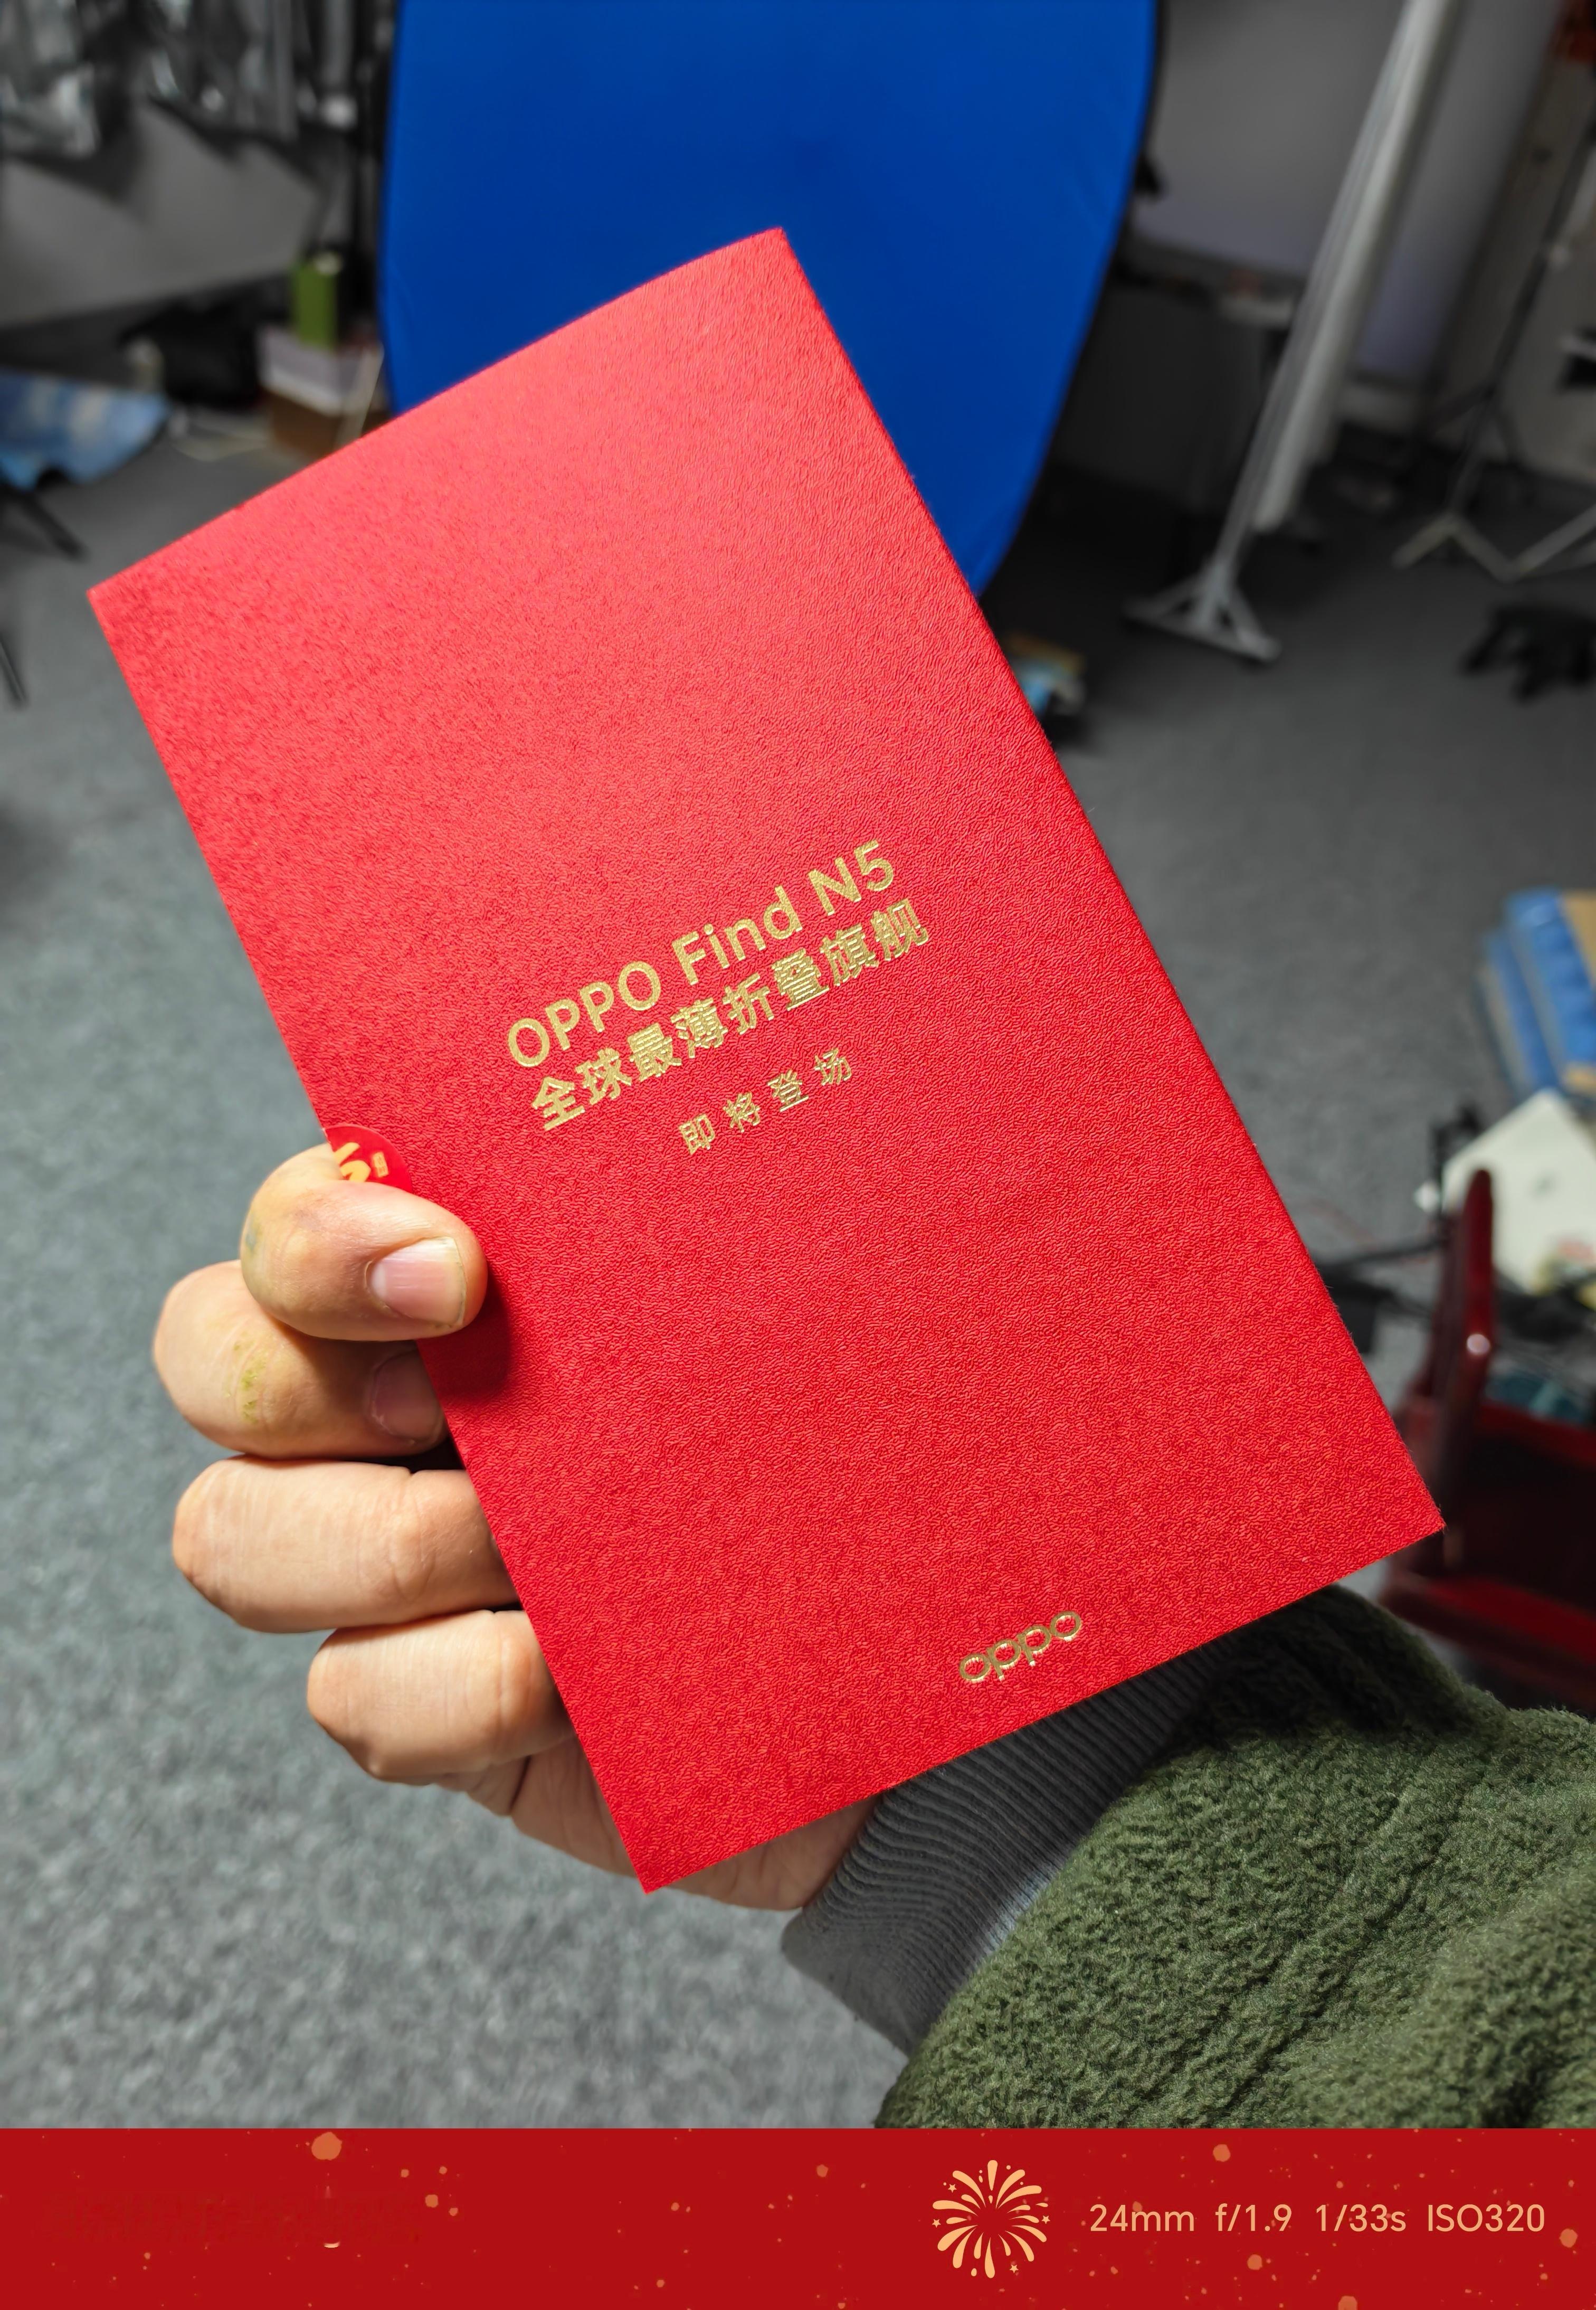 OPPO Find N5
全球最薄折叠旗舰
即将登场
oppo
24mm f/1.9 1/33s ISO320